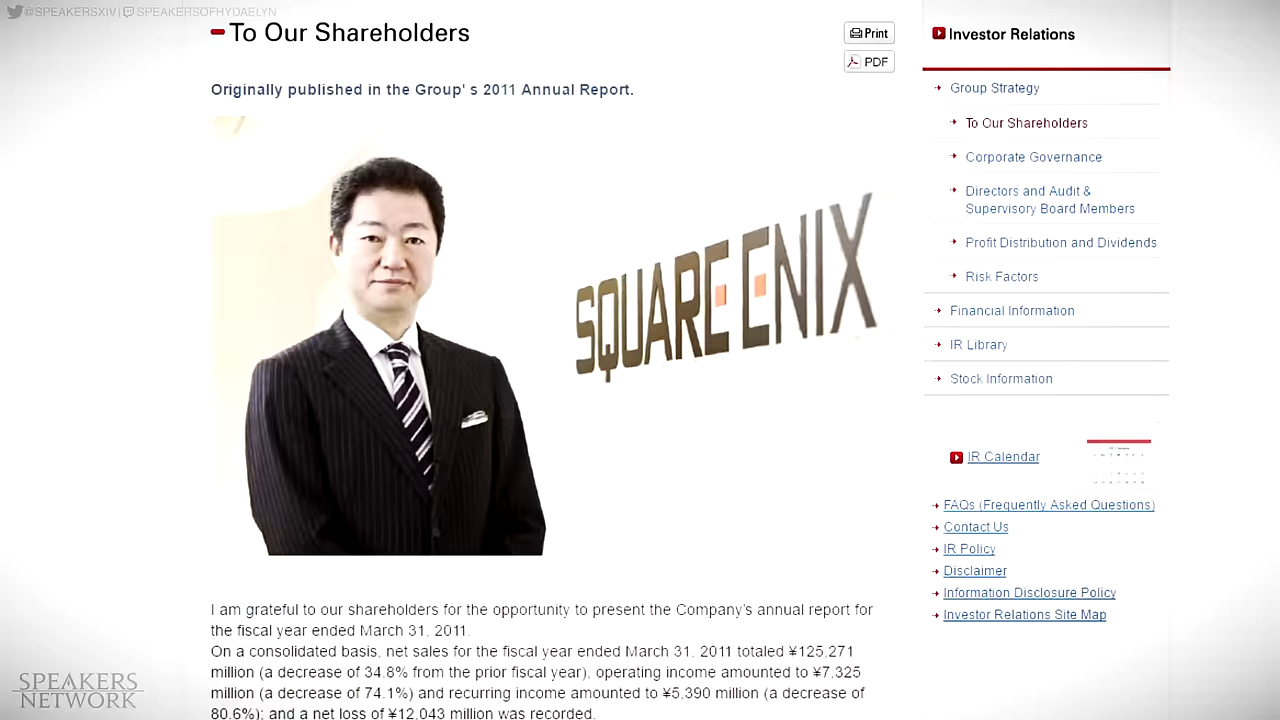 @SPEAKERSXIV | SPEAKERSOFHYDAELYN
To Our Shareholders
Print
PDF
Originally published in the Group' s 2011 Annual Report.
SQUARE ENIX
I am grateful to our shareholders for the opportunity to present the Company's annual report for
the fiscal year ended March 31, 2011.
On a consolidated basis, net sales for the fiscal year ended March 31, 2011 totaled ¥125,271
million (a decrease of 34.8% from the prior fiscal year), operating income amounted to ¥7,325
million (a decrease of 74.1%) and recurring income amounted to ¥5,390 million (a decrease of
80.6%); and a net loss of ¥12,043 million was recorded.
Investor Relations
Group Strategy
To Our Shareholders
Corporate Governance
Directors and Audit &
Supervisory Board Members
Profit Distribution and Dividends
Risk Factors
Financial Information
IR Library
Stock Information
IR Calendar
FAQs (Frequently Asked Questions)
Contact Us
IR Policy
Disclaimer
Information Disclosure Policy
Investor Relations Site Map
SPEAKERS
NETWORK